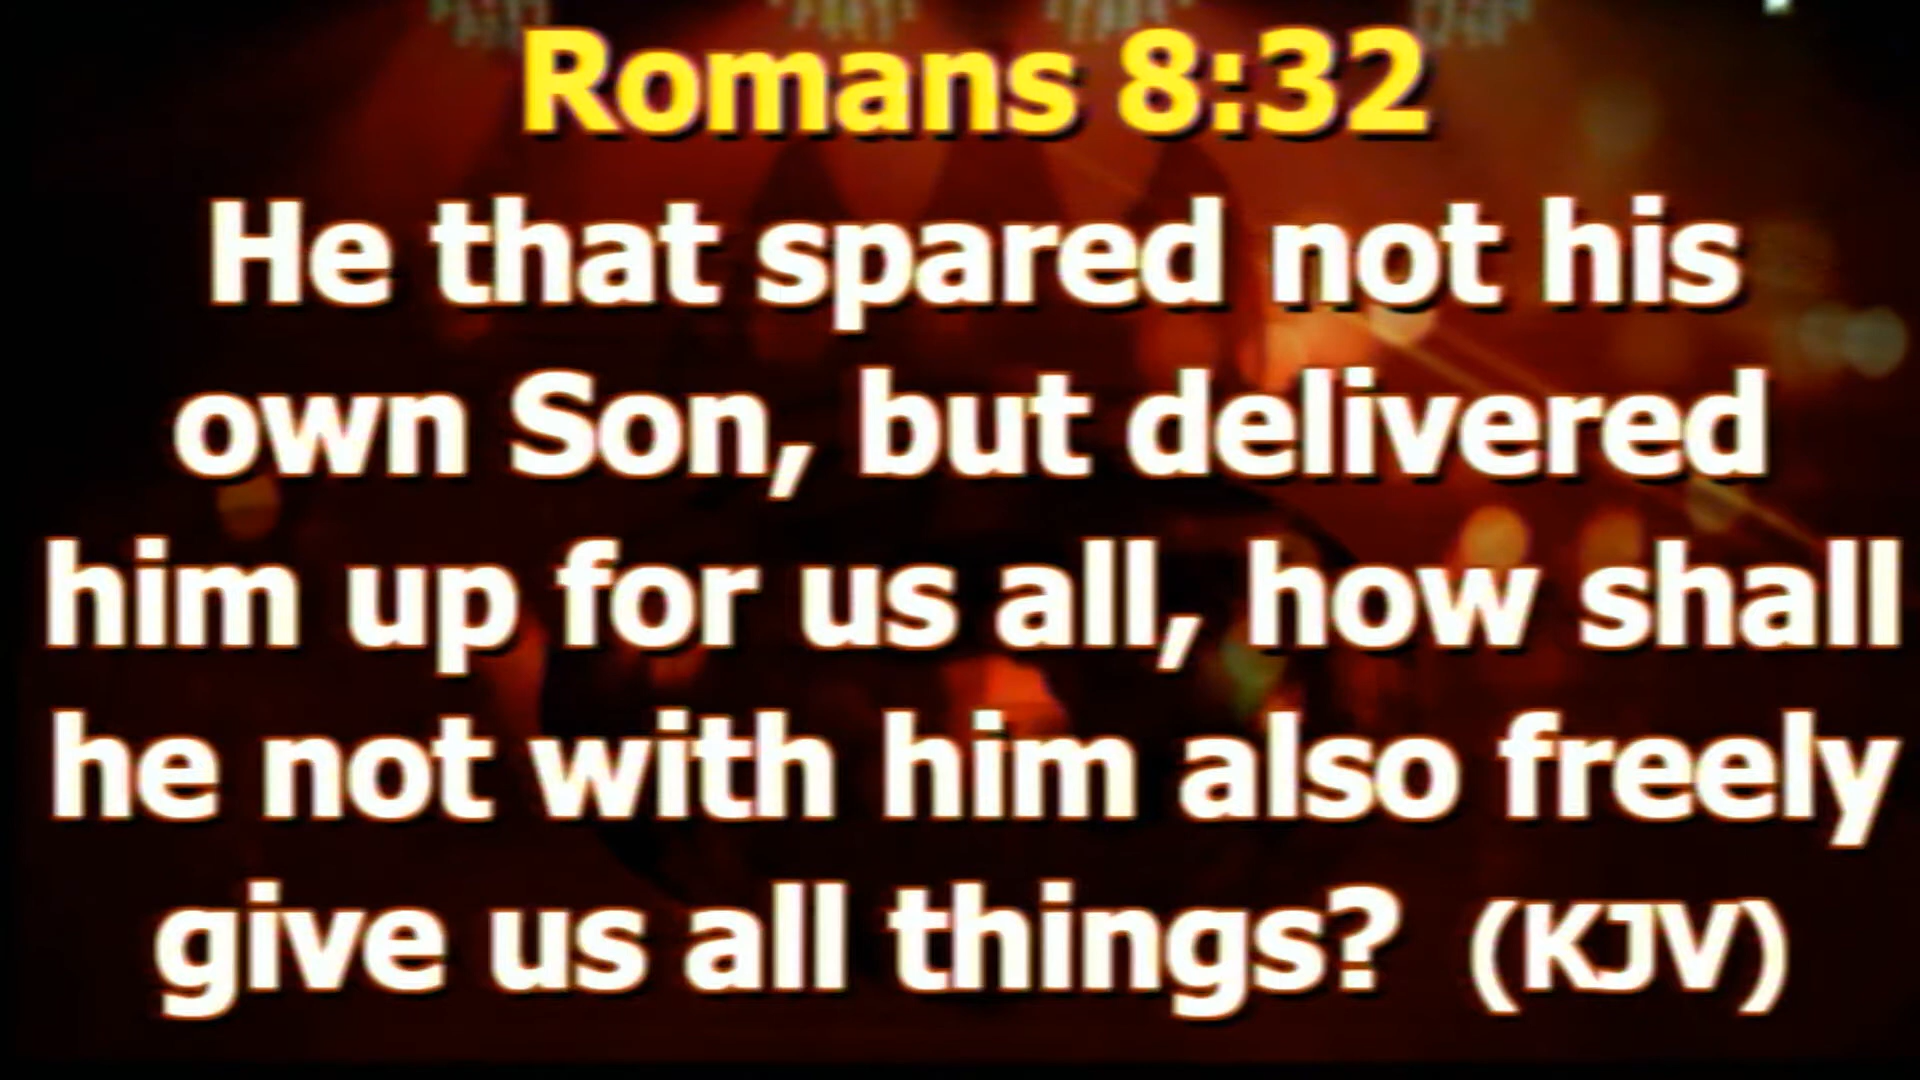 Romans 8:32
He that spared not his
own Son, but delivered
him up for us all, how shall
he not with him also freely
give us all things? (KJV)